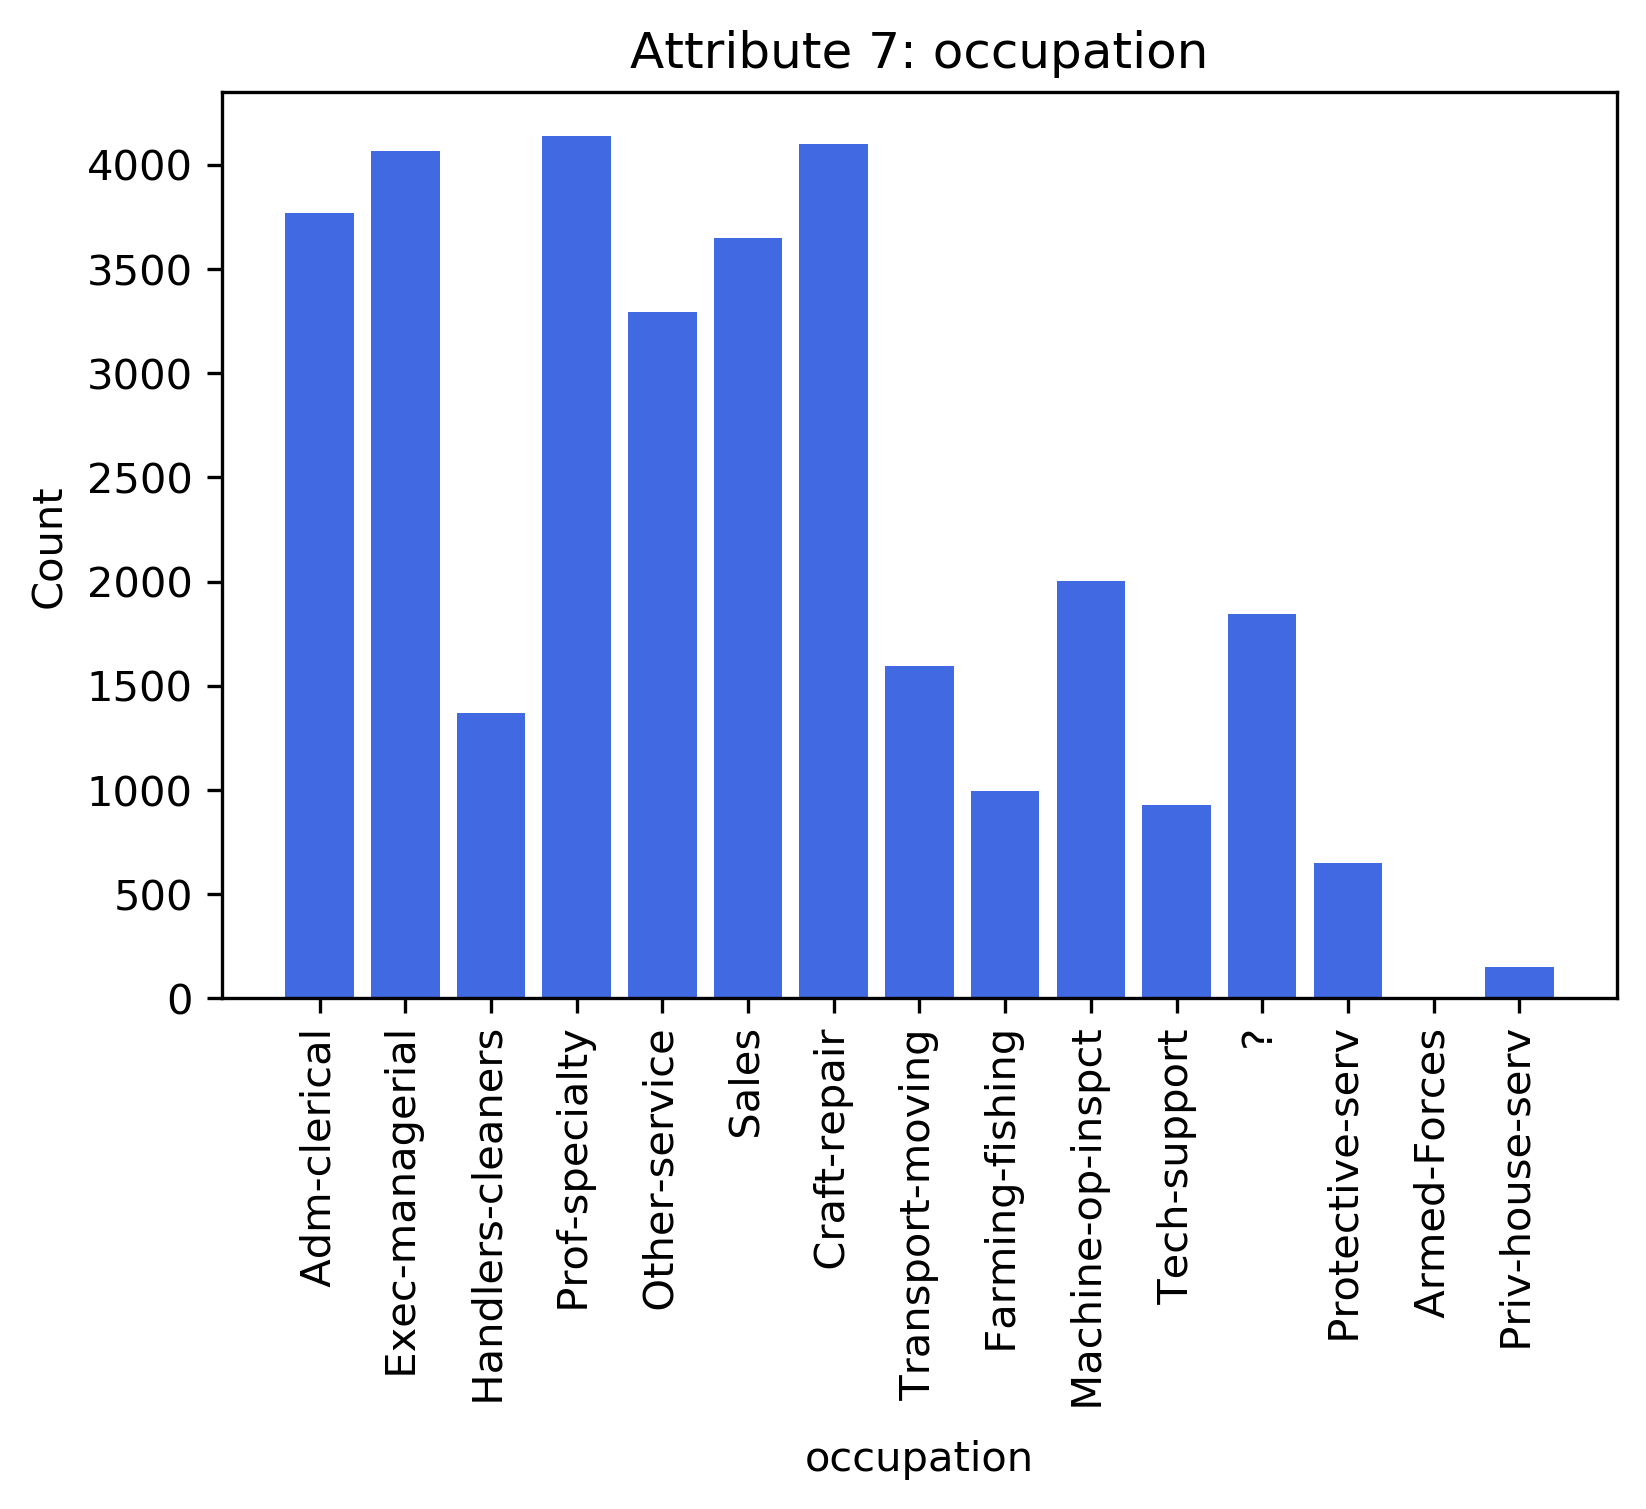 Attribute 7: occupation
4000
3500
3000
2500
2000
1500
1000
500
0
Count
Adm-clerical
Exec-managerial
Handlers-cleaners
Prof-specialty
Other-service
Sales
Craft-repair
Transport-moving
Farming-fishing
Machine-op-inspct
Tech-support
?
Protective-serv
Armed-Forces
Priv-house-serv
occupation